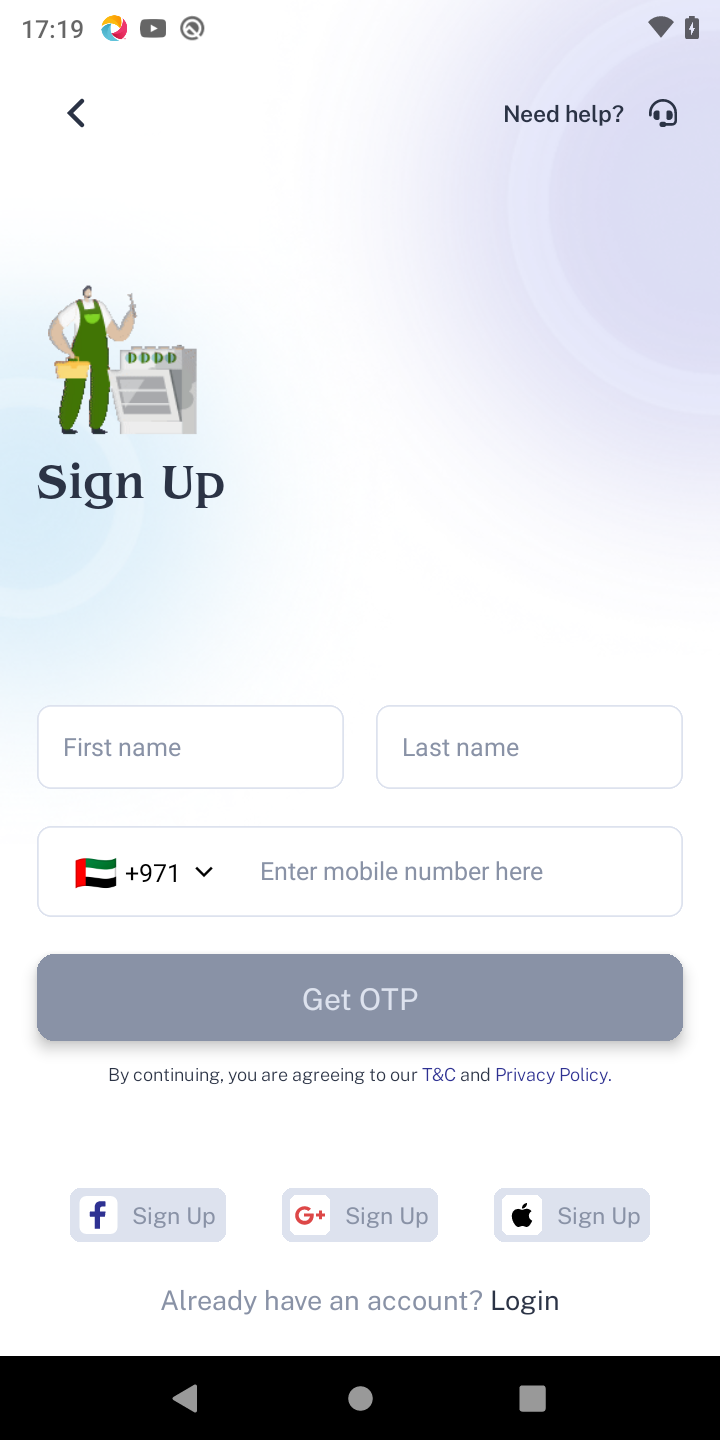 17:19
Need help?
Sign Up
First name
Last name
+971
Enter mobile number here
Get OTP
By continuing, you are agreeing to our T&C and Privacy Policy.
Sign Up
G+ Sign Up
Sign Up
Already have an account? Login